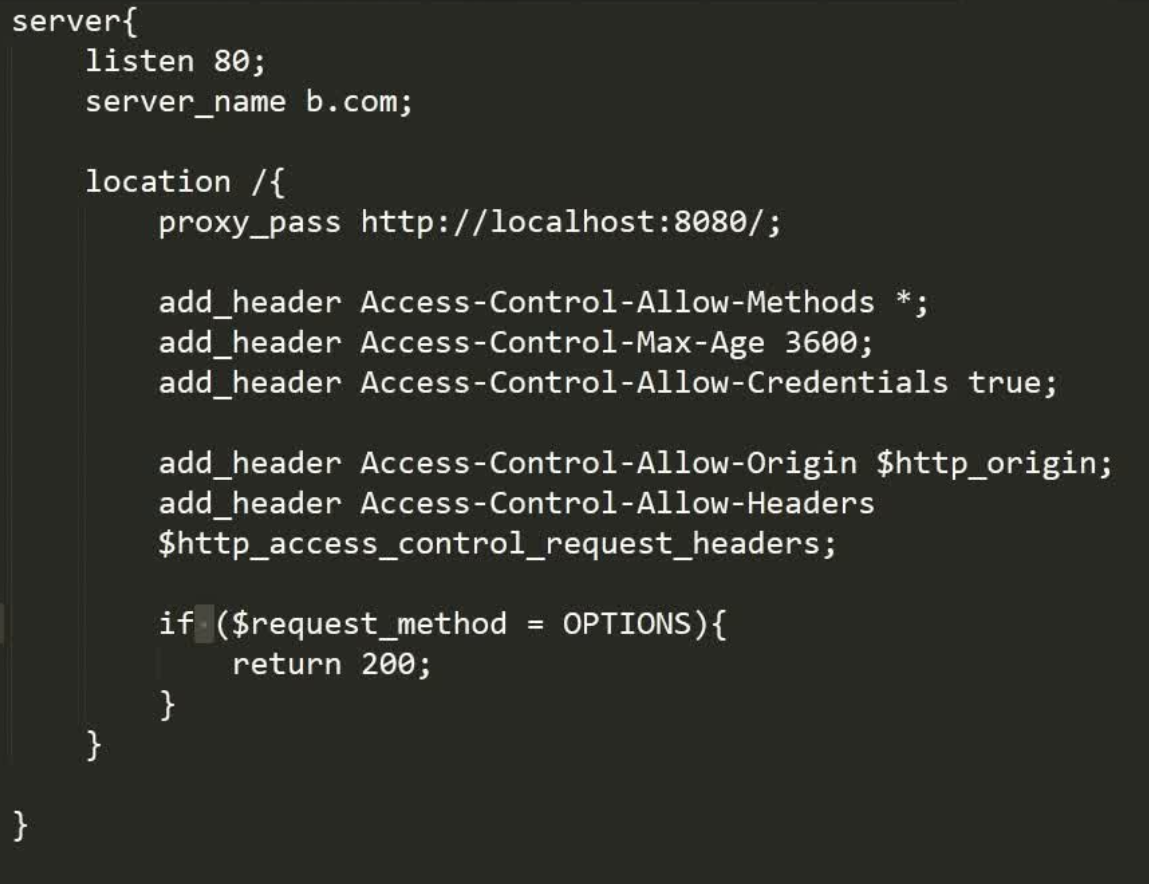 server{
    listen 80;
    server_name b.com;
    location /{
        proxy_pass http://localhost:8080/;
        add_header Access-Control-Allow-Methods *;
        add_header Access-Control-Max-Age 3600;
        add_header Access-Control-Allow-Credentials true;
        add_header Access-Control-Allow-Origin $http_origin;
        add_header Access-Control-Allow-Headers
        $http_access_control_request_headers;
        if ($request_method = OPTIONS){
            return 200;
        }
    }
}